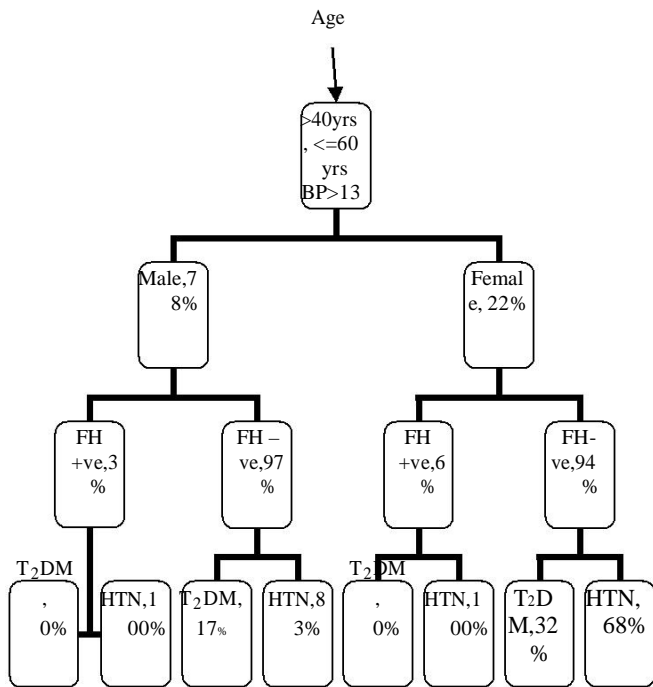 Age
>40yrs
, <=60
yrs
BP>13
Male,7
8%
Femal
e, 22%
FH
+ve,3
%
FH –
ve,97
%
FH
+ve,6
%
FH-
ve,94
%
T2DM
,
0%
HTN,1
00%
T2DM,
17%
HTN,8
3%
T2DM
,
0%
HTN,1
00%
T2D
M,32
%
HTN,
68%